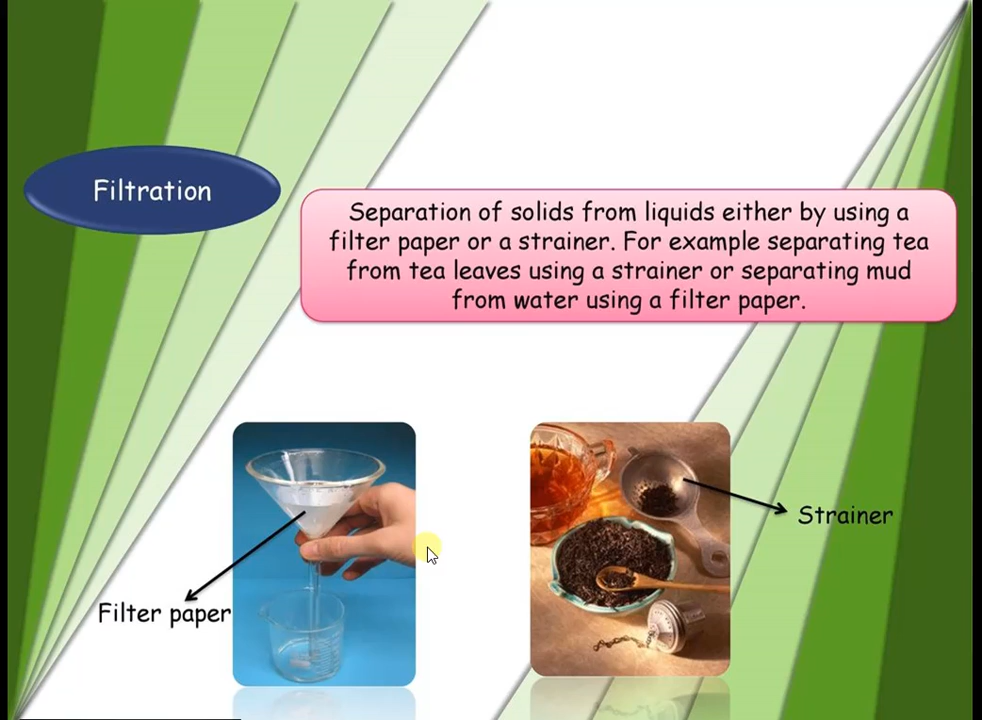 Filtration
Separation of solids from liquids either by using a
filter paper or a strainer. For example separating tea
from tea leaves using a strainer or separating mud
from water using a filter paper.
Strainer
Filter paper